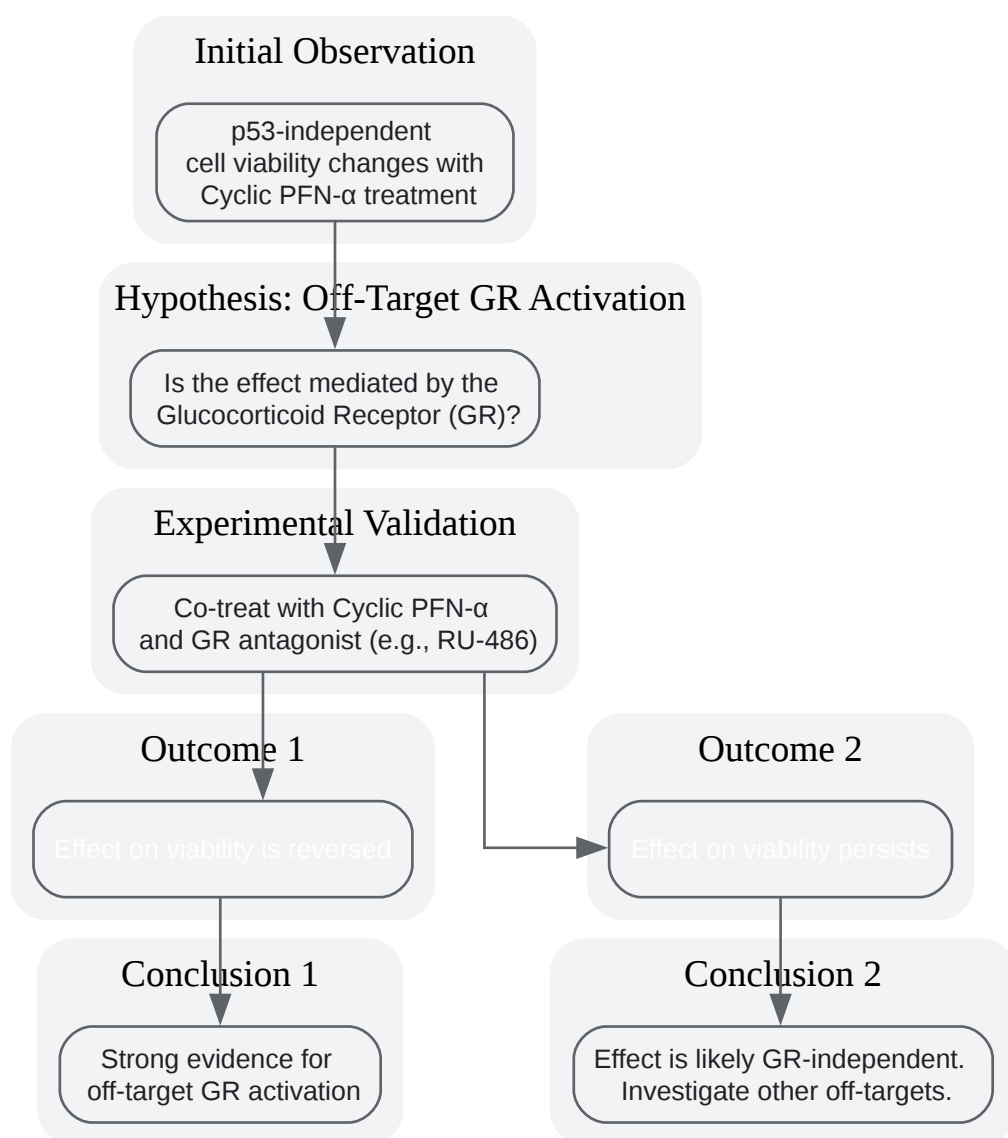 Initial Observation
p53-independent
cell viability changes with
Cyclic PFN-α treatment
Hypothesis: Off-Target GR Activation
Is the effect mediated by the
Glucocorticoid Receptor (GR)?
Experimental Validation
Co-treat with Cyclic PFN-α
and GR antagonist (e.g., RU-486)
Outcome 1
Effect on viability is reversed
Outcome 2
Effect on viability persists
Conclusion 1
Strong evidence for
off-target GR activation
Conclusion 2
Effect is likely GR-independent.
Investigate other off-targets.